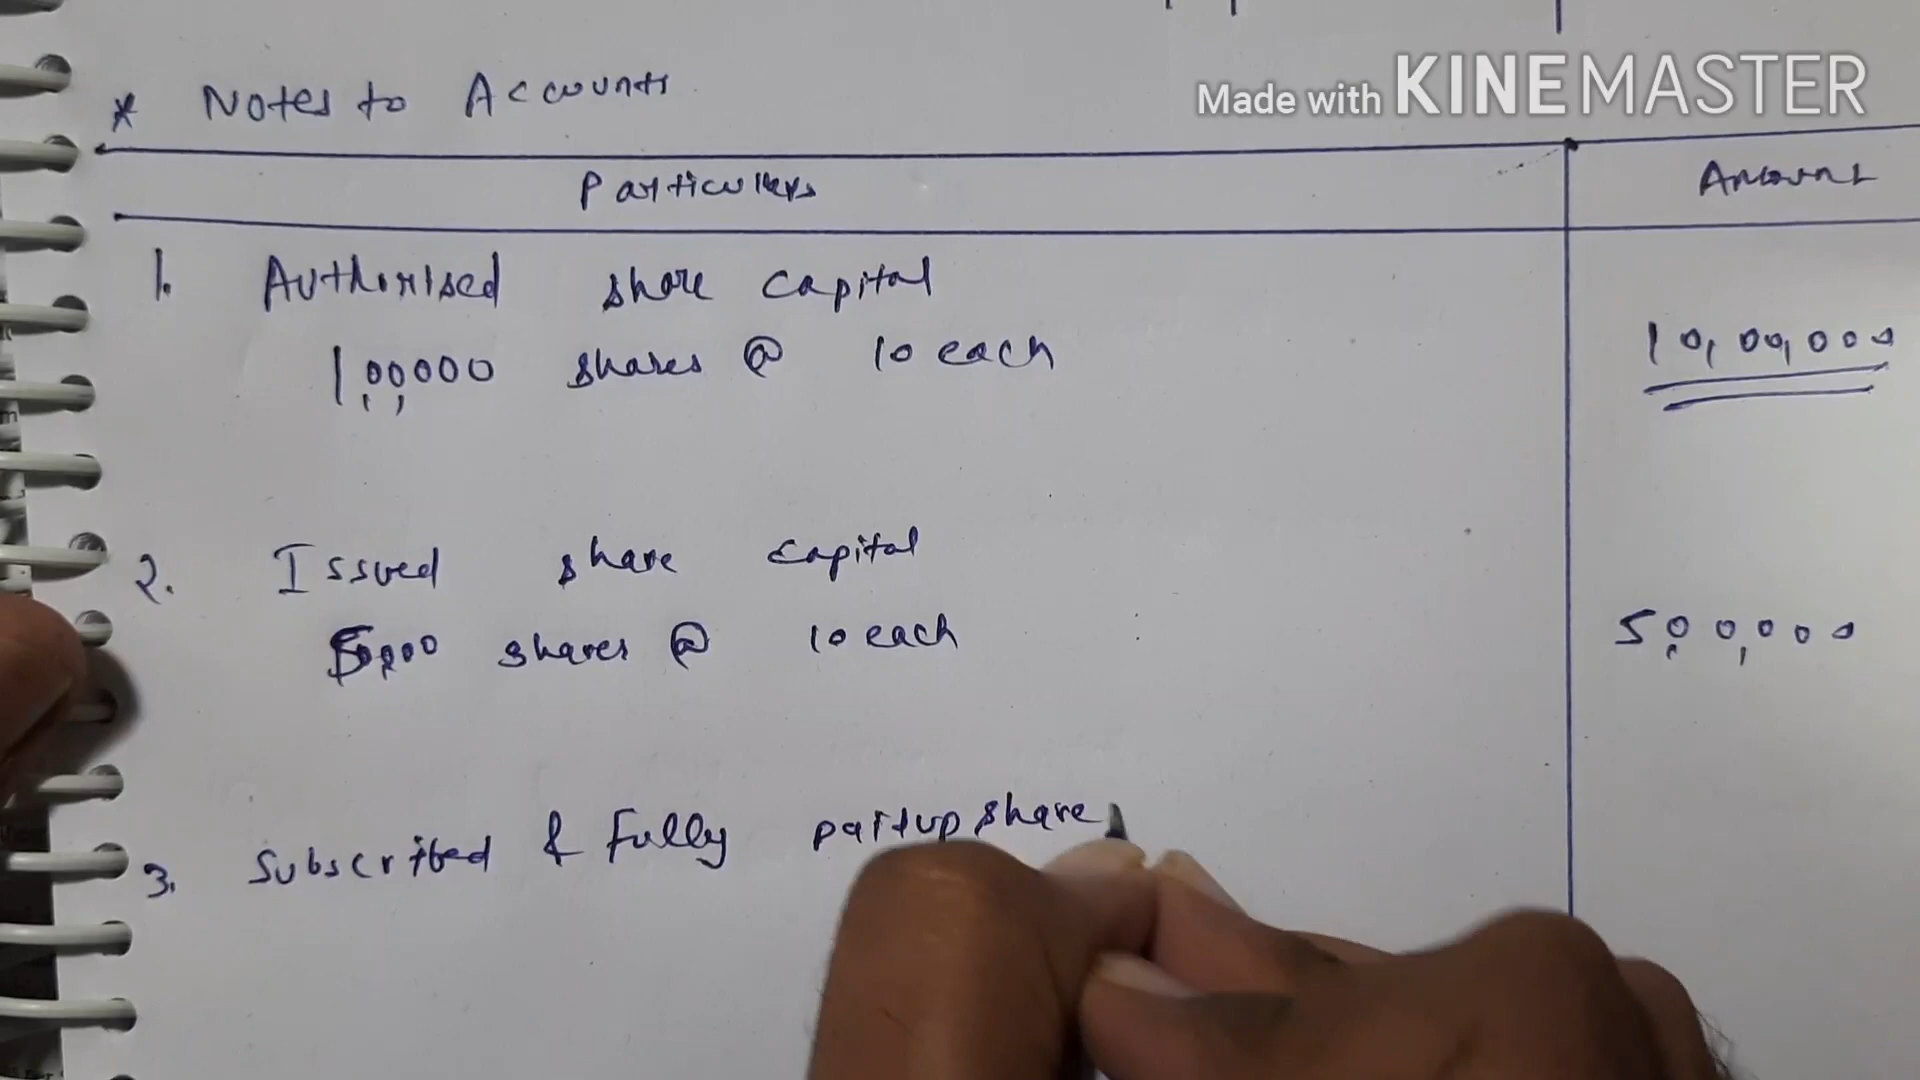 Made with KINEMASTER
* Notes to Accounts
Particulars Amount
1. Authorised share capital
1,00,000 shares @ 10 each 10,00,000
2. Issued share capital
50,000 shares @ 10 each 5,00,000
3. Subscribed & Fully paidup share